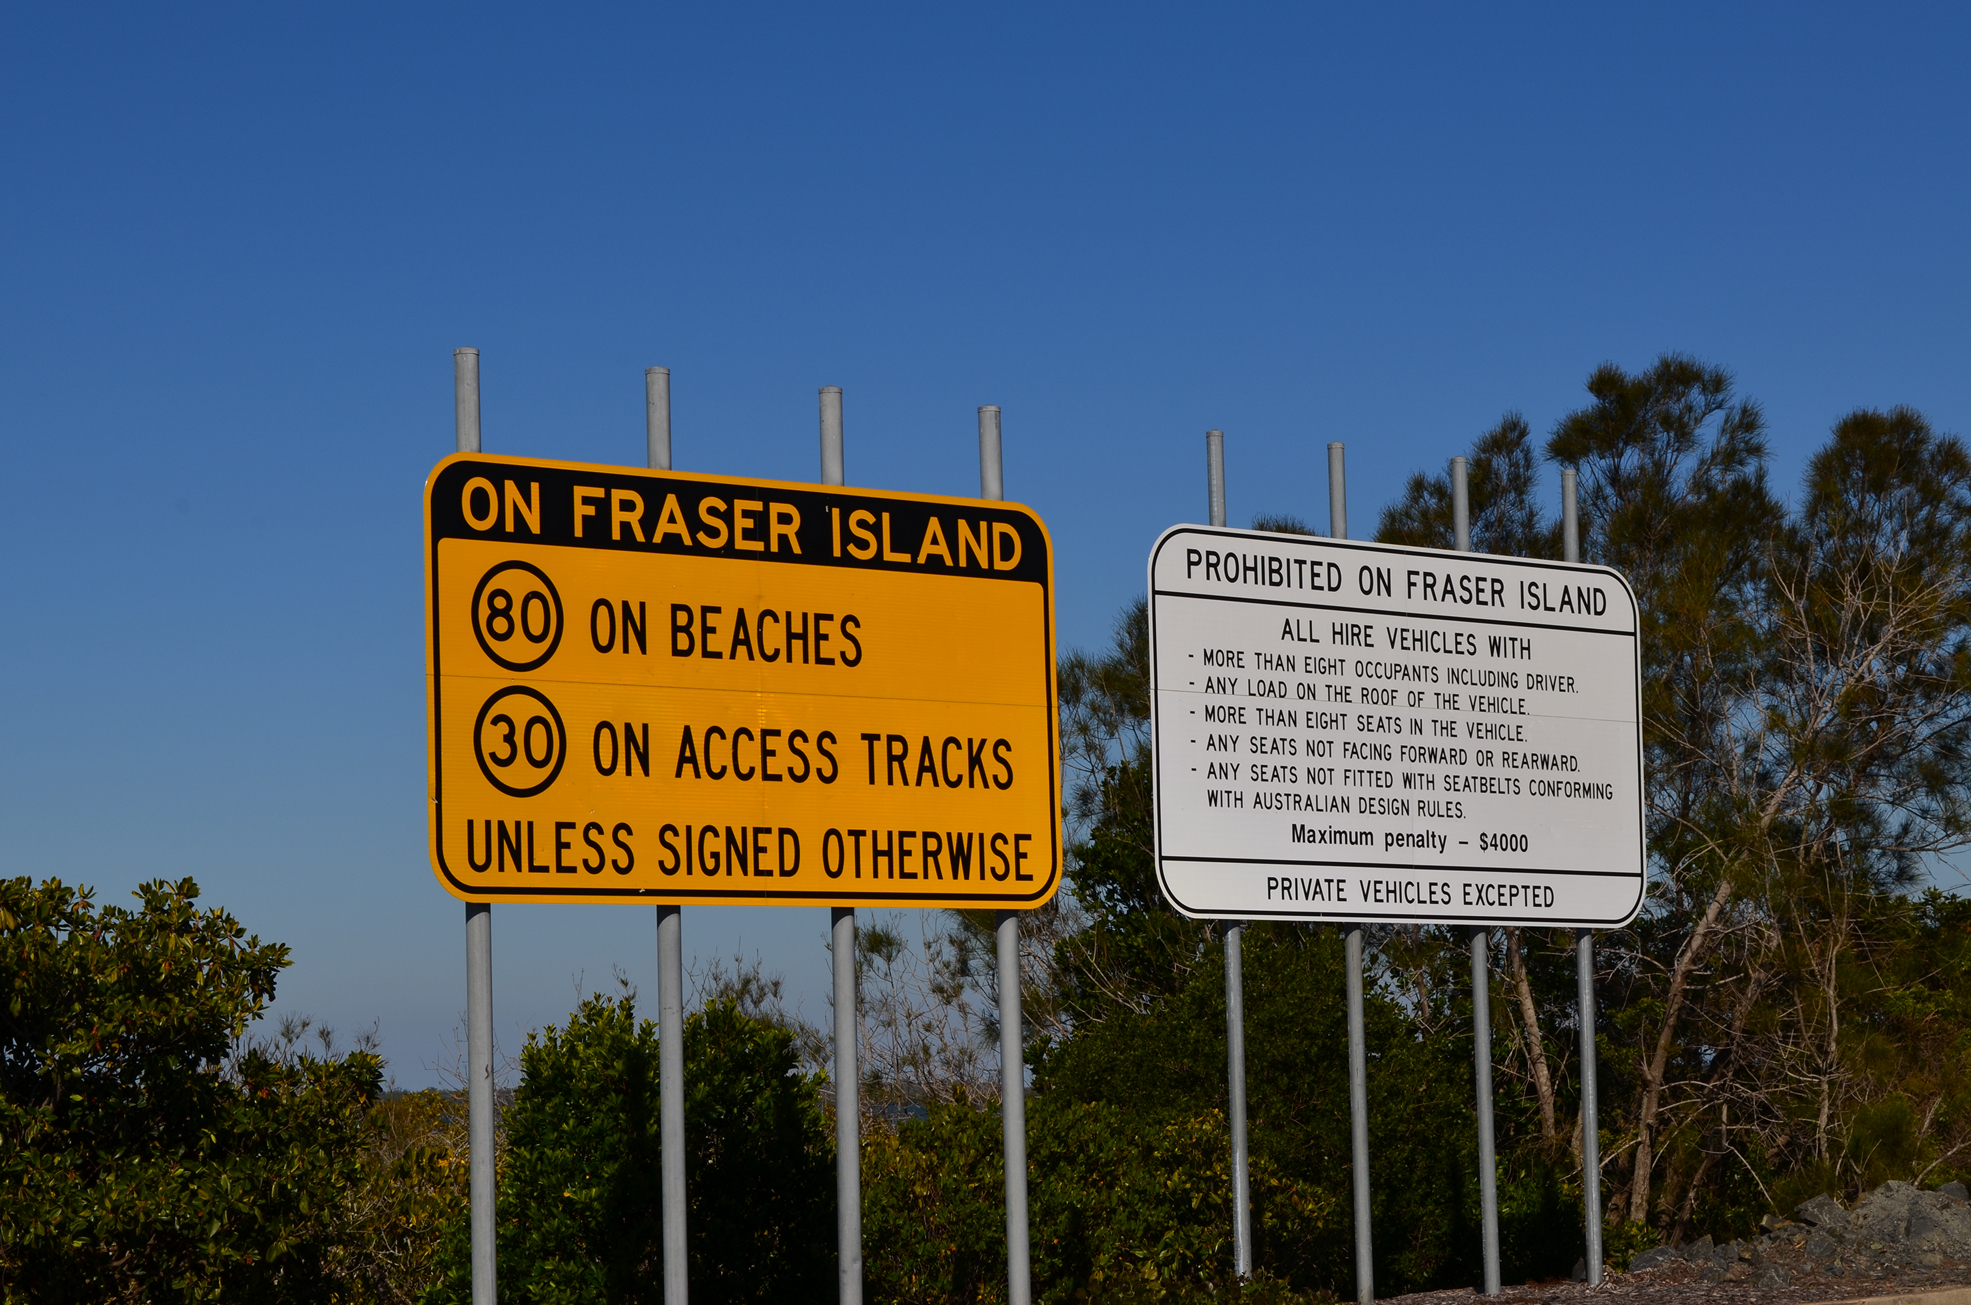 ON FRASER ISLAND
80 ON BEACHES
30 ON ACCESS TRACKS
UNLESS SIGNED OTHERWISE
PROHIBITED ON FRASER ISLAND
ALL HIRE VEHICLES WITH
- MORE THAN EIGHT OCCUPANTS INCLUDING DRIVER.
- ANY LOAD ON THE ROOF OF THE VEHICLE.
- MORE THAN EIGHT SEATS IN THE VEHICLE.
- ANY SEATS NOT FACING FORWARD OR REARWARD.
- ANY SEATS NOT FITTED WITH SEATBELTS CONFORMING
WITH AUSTRALIAN DESIGN RULES.
Maximum penalty – $4000
PRIVATE VEHICLES EXCEPTED